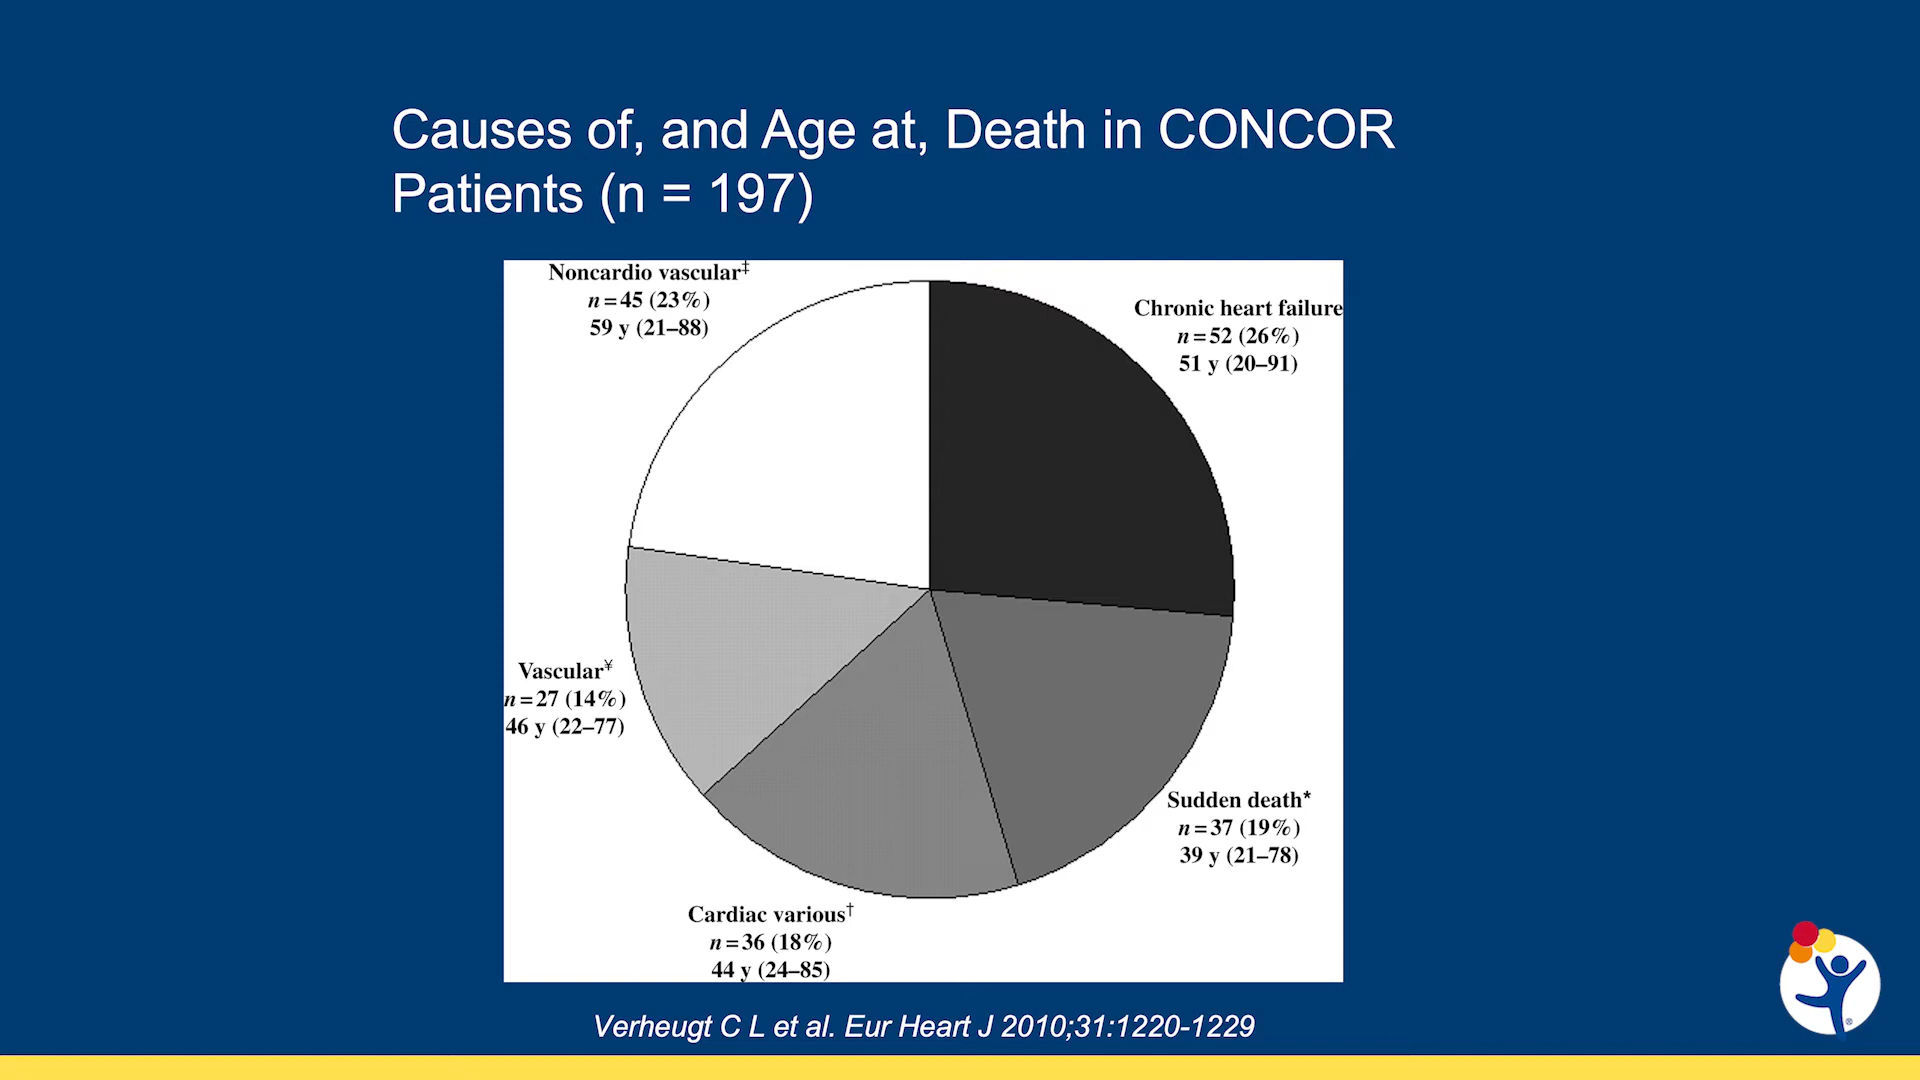 Causes of, and Age at, Death in CONCOR
Patients (n = 197)
Noncardio vascular‡
n=45 (23%)
59 y (21–88)
Chronic heart failure
n=52 (26%)
51 y (20–91)
Vascular¥
n=27 (14%)
46 y (22–77)
Sudden death*
n=37 (19%)
39 y (21–78)
Cardiac various†
n=36 (18%)
44 y (24–85)
Verheugt C L et al. Eur Heart J 2010;31:1220-1229
®